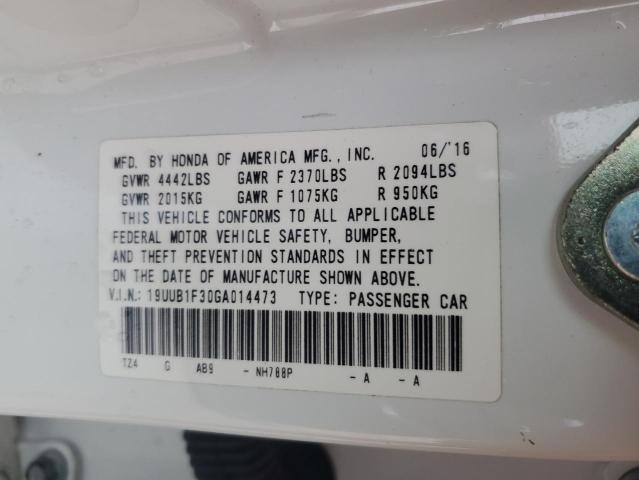 MFD. BY HONDA OF AMERICA MFG., INC. 06/'16
GVWR 4442LBS GAWR F 2370LBS R 2094LBS
GVWR 2015KG GAWR F 1075KG R 950KG
THIS VEHICLE CONFORMS TO ALL APPLICABLE
FEDERAL MOTOR VEHICLE SAFETY, BUMPER,
AND THEFT PREVENTION STANDARDS IN EFFECT
ON THE DATE OF MANUFACTURE SHOWN ABOVE.
V.I.N.: 19UUB1F30GA014473 TYPE: PASSENGER CAR
TZ4 G AB9 - NH788P - A - A